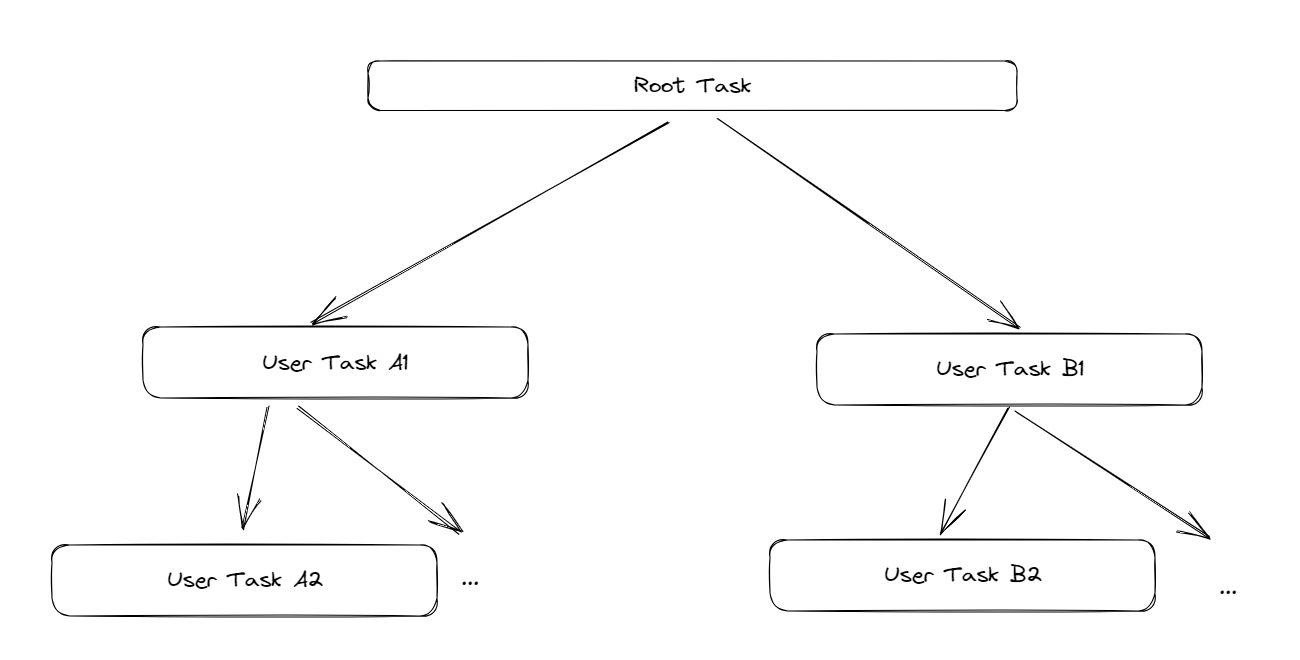 Root Task
User Task A1
User Task B1
User Task A2
...
User Task B2
...